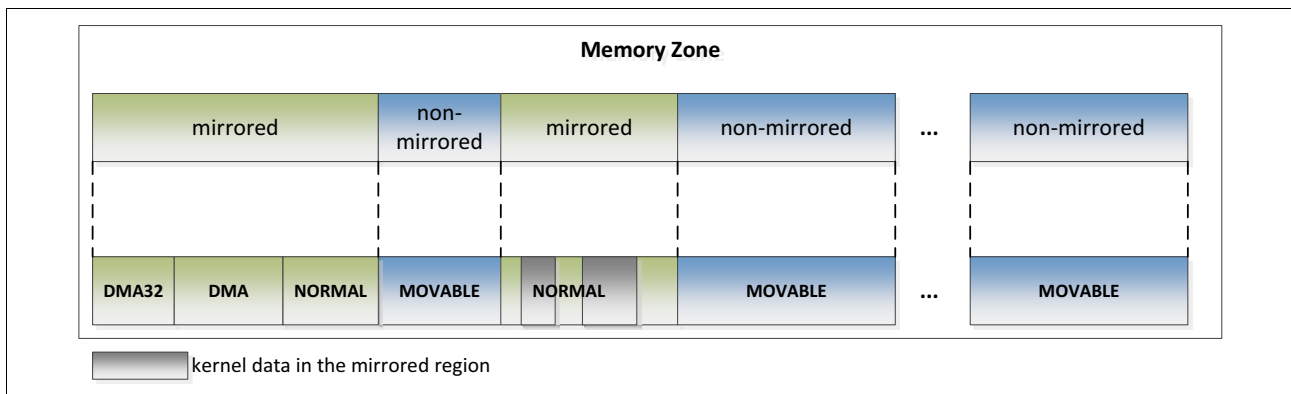 Memory Zone
mirrored
non-
mirrored
mirrored
non-mirrored
...
non-mirrored
DMA32
DMA
NORMAL
MOVABLE
NORMAL
MOVABLE
...
MOVABLE
kernel data in the mirrored region